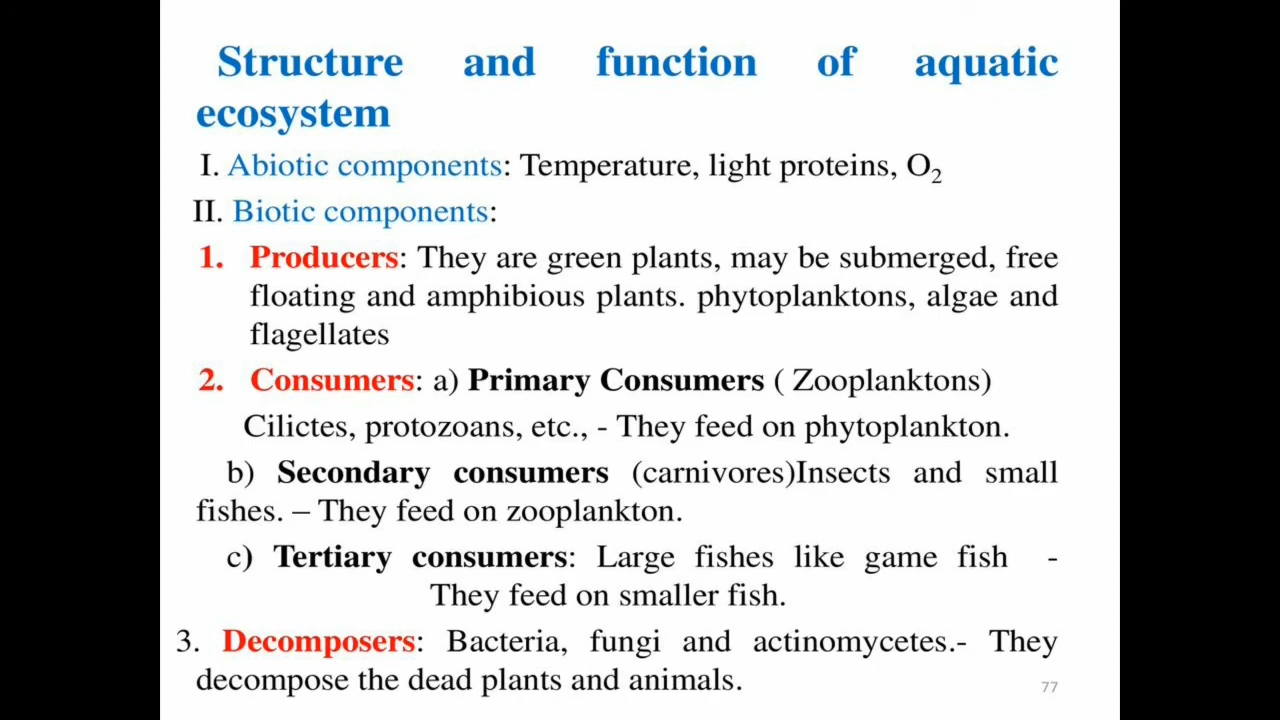 Structure and function of aquatic
ecosystem
I. Abiotic components: Temperature, light proteins, O₂
II. Biotic components:
1. Producers: They are green plants, may be submerged, free
floating and amphibious plants. phytoplanktons, algae and
flagellates
2. Consumers: a) Primary Consumers ( Zooplanktons)
Cilictes, protozoans, etc., - They feed on phytoplankton.
b) Secondary consumers (carnivores)Insects and small
fishes. – They feed on zooplankton.
c) Tertiary consumers: Large fishes like game fish -
They feed on smaller fish.
3. Decomposers: Bacteria, fungi and actinomycetes.- They
decompose the dead plants and animals.
77